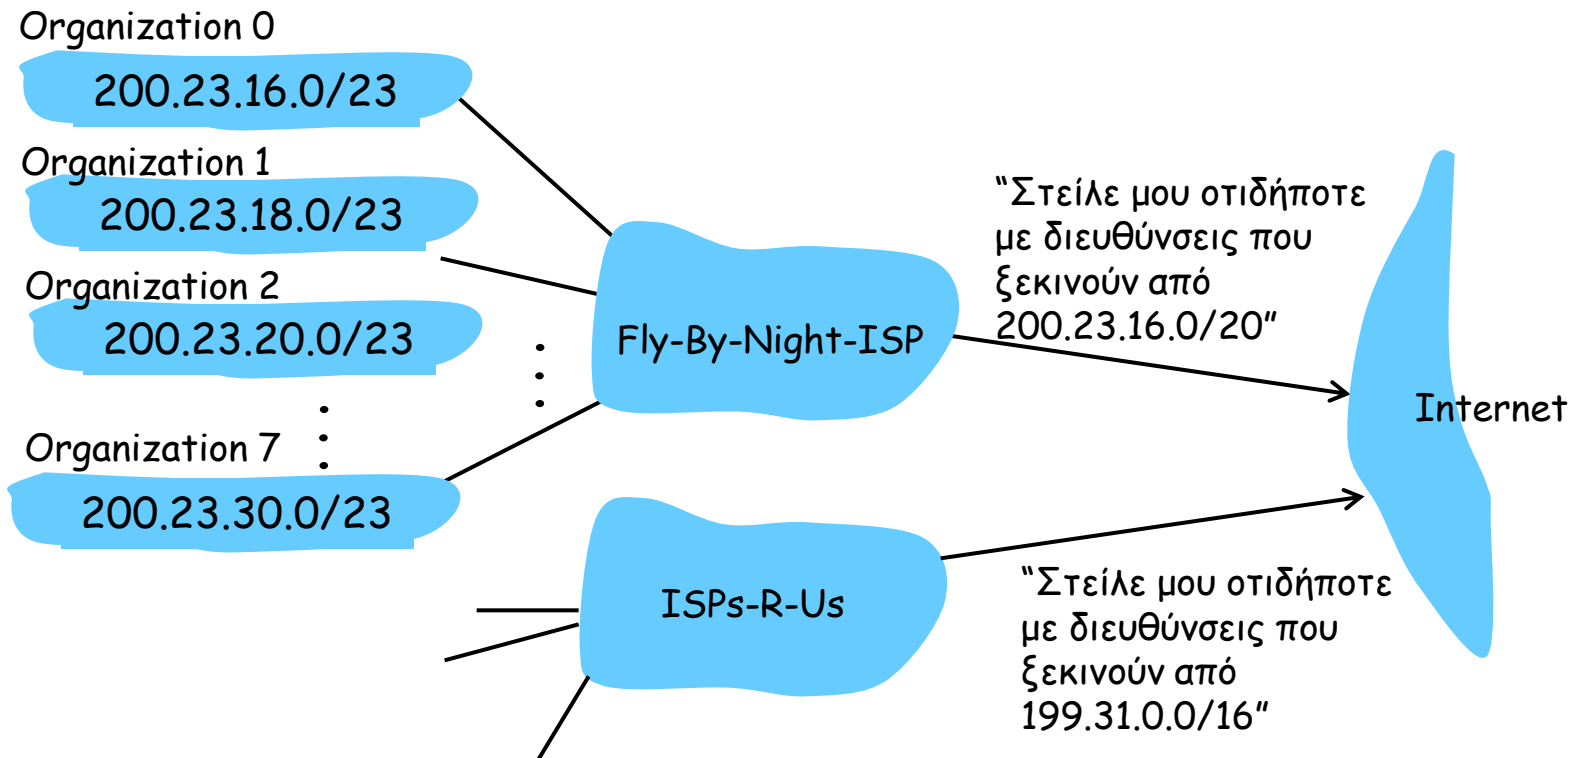 Organization 0
200.23.16.0/23
Organization 1
200.23.18.0/23
Organization 2
200.23.20.0/23
Organization 7
200.23.30.0/23
Fly-By-Night-ISP
"Στείλε μου οτιδήποτε
με διευθύνσεις που
ξεκινούν από
200.23.16.0/20"
Internet
ISPs-R-Us
"Στείλε μου οτιδήποτε
με διευθύνσεις που
ξεκινούν από
199.31.0.0/16"